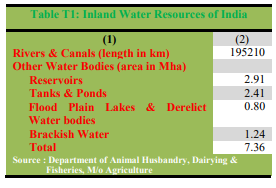 Table T1: Inland Water Resources of India
(1) (2)
Rivers & Canals (length in km) 195210
Other Water Bodies (area in Mha)
Reservoirs 2.91
Tanks & Ponds 2.41
Flood Plain Lakes & Derelict 0.80
Water bodies
Brackish Water 1.24
Total 7.36
Source : Department of Animal Husbandry, Dairying &
Fisheries, M/o Agriculture